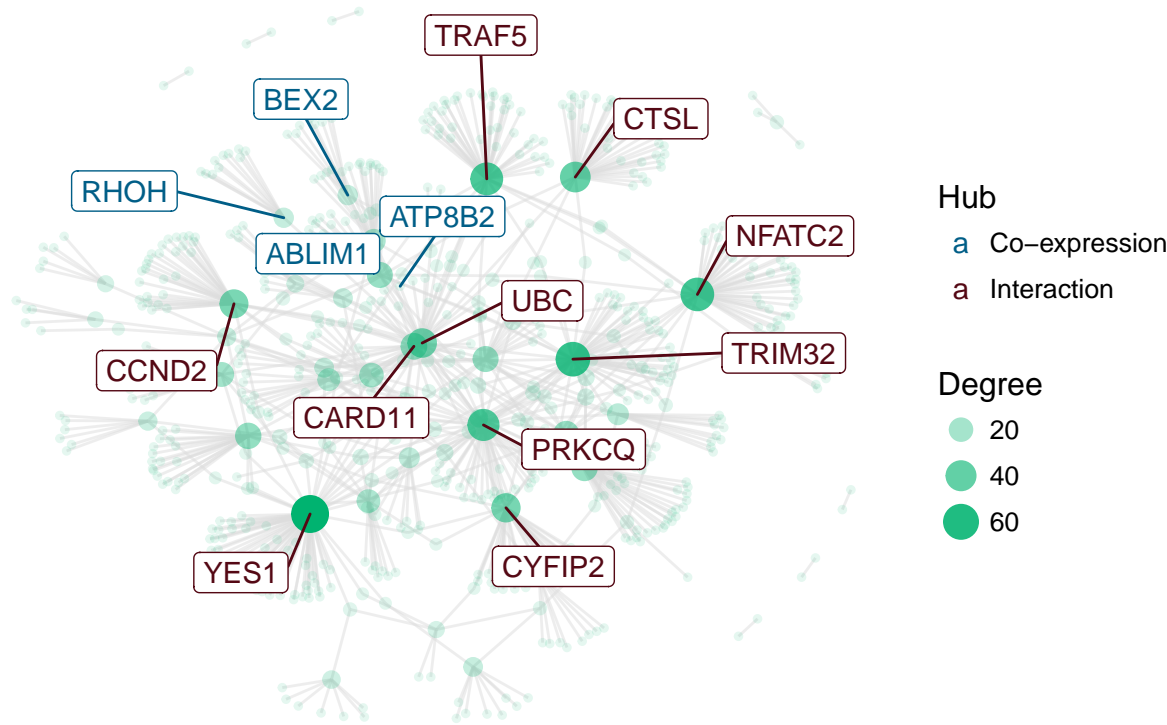 TRAF5
BEX2
CTSL
RHOH
ATP8B2
NFATC2
ABLIM1
UBC
TRIM32
CCND2
CARD11
PRKCQ
YES1
CYFIP2
Hub
a Co−expression
a Interaction
Degree
20
40
60